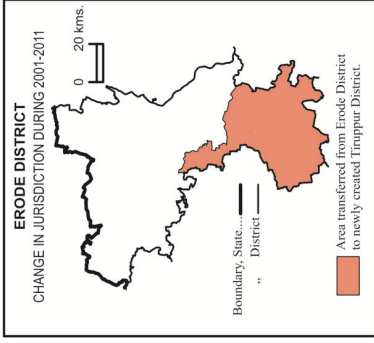 ERODE DISTRICT
CHANGE IN JURISDICTION DURING 2001-2011
0 20 kms.
Boundary, State....
,, District
Area transferred from Erode District
to newly created Tiruppur District.